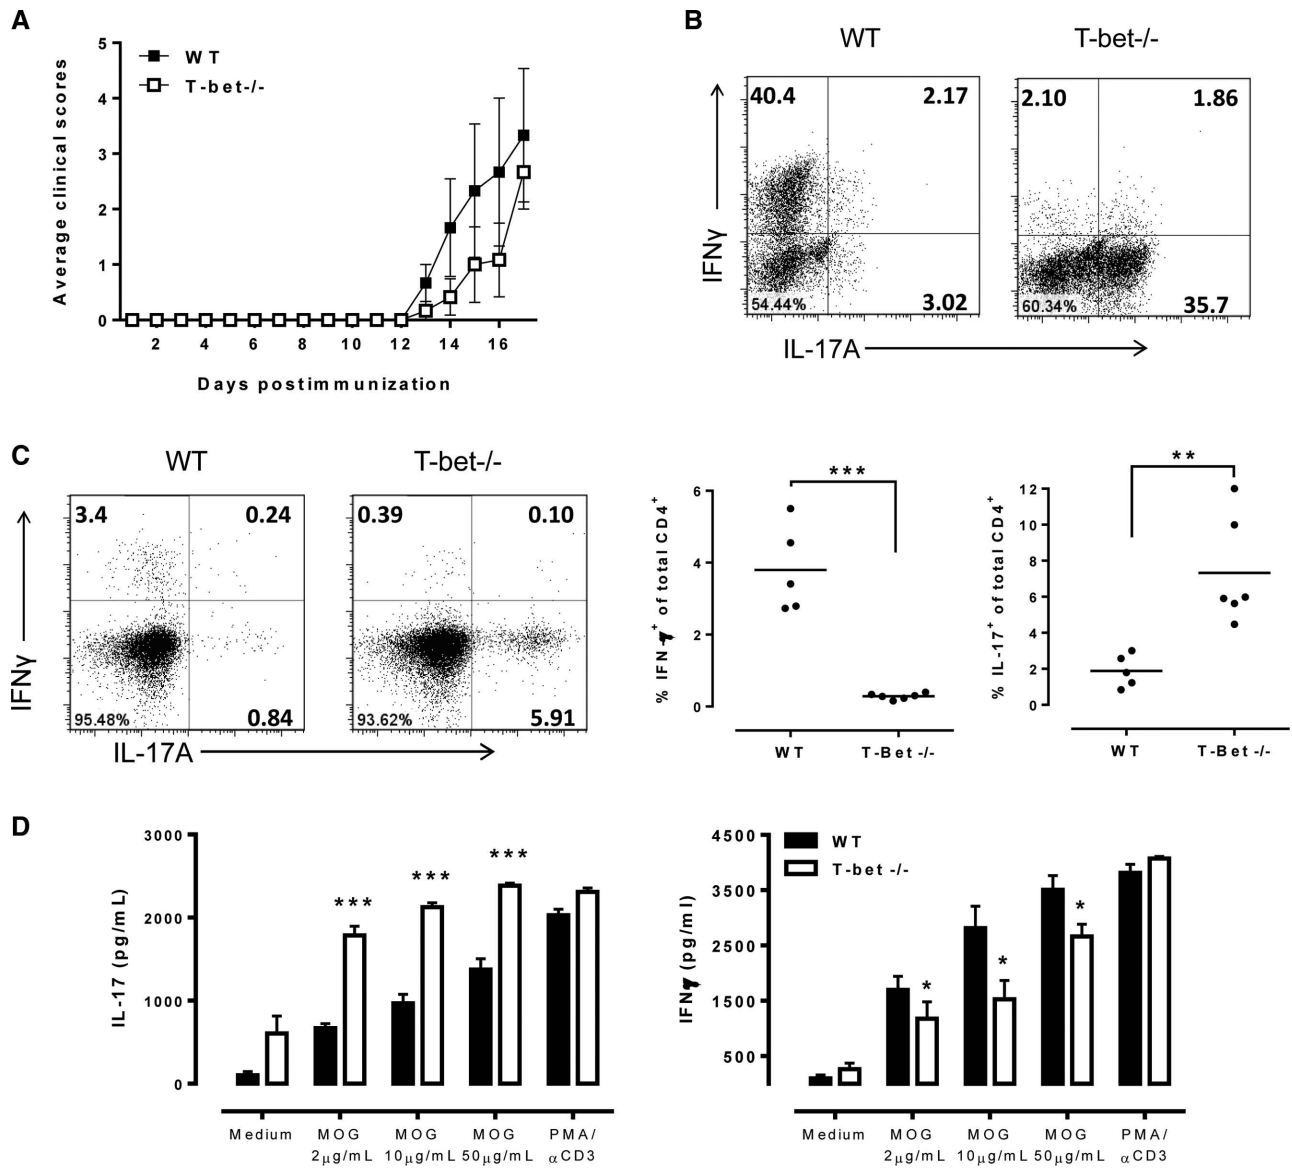 A
5
4
3
2
1
0
WT
T-bet-/-
Average clinical scores
2 4 6 8 10 12 14 16
Days postimmunization
B
WT T-bet-/-
40.4 2.17
54.44% 3.02
2.10 1.86
60.34% 35.7
IFNγ
IL-17A
C
WT T-bet-/-
3.4 0.24
95.48% 0.84
0.39 0.10
93.62% 5.91
IFNγ
IL-17A
***
6
4
2
0
% IFN-γ+ of total CD4+
WT T-Bet -/-
**
12
10
8
6
4
2
0
% IL-17+ of total CD4+
WT T-Bet -/-
D
3000
2000
1000
0
IL-17 (pg/mL)
*** *** ***
Medium MOG MOG MOG PMA/
2μg/mL 10μg/mL 50μg/mL αCD3
4500
3500
2500
1500
500
IFNγ (pg/ml)
WT
T-bet -/-
* * *
Medium MOG MOG MOG PMA/
2μg/mL 10μg/mL 50μg/mL αCD3